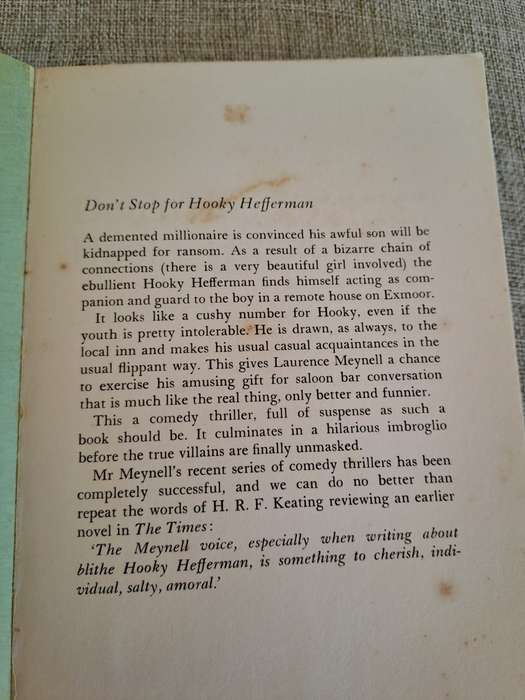 Don't Stop for Hooky Hefferman
A demented millionaire is convinced his awful son will be
kidnapped for ransom. As a result of a bizarre chain of
connections (there is a very beautiful girl involved) the
ebullient Hooky Hefferman finds himself acting as com-
panion and guard to the boy in a remote house on Exmoor.
It looks like a cushy number for Hooky, even if the
youth is pretty intolerable. He is drawn, as always, to the
local inn and makes his usual casual acquaintances in the
usual flippant way. This gives Laurence Meynell a chance
to exercise his amusing gift for saloon bar conversation
that is much like the real thing, only better and funnier.
This a comedy thriller, full of suspense as such a
book should be. It culminates in a hilarious imbroglio
before the true villains are finally unmasked.
Mr Meynell's recent series of comedy thrillers has been
completely successful, and we can do no better than
repeat the words of H. R. F. Keating reviewing an earlier
novel in The Times:
'The Meynell voice, especially when writing about
blithe Hooky Hefferman, is something to cherish, indi-
vidual, salty, amoral.'